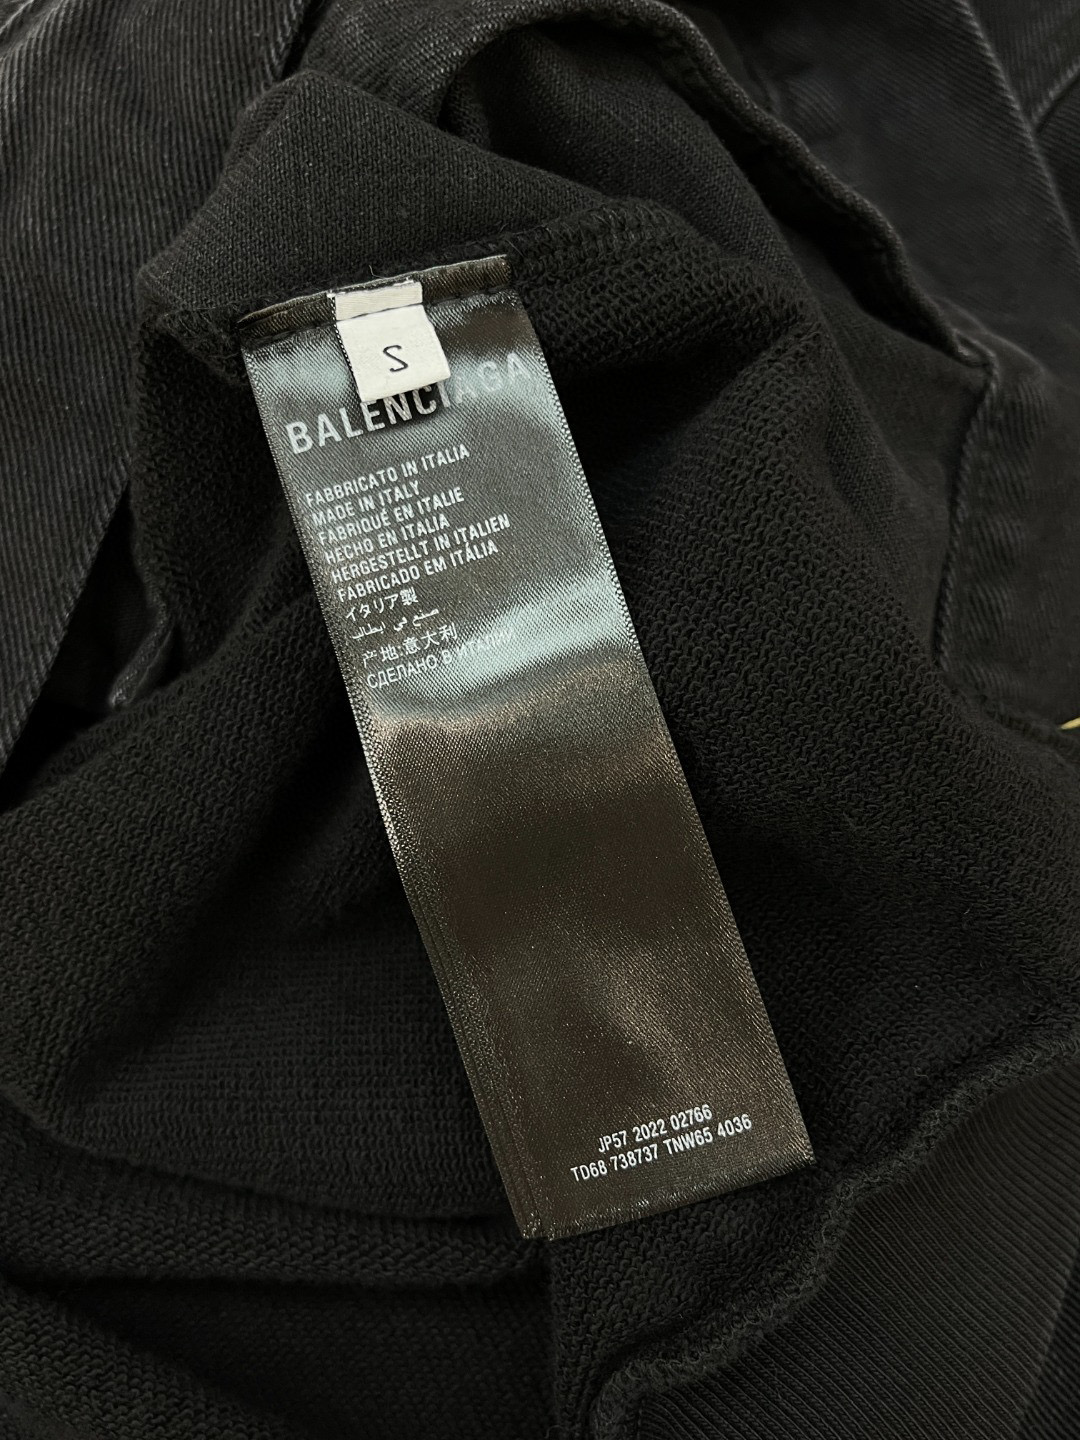 S
BALENCIAGA
FABBRICATO IN ITALIA
MADE IN ITALY
FABRIQUÉ EN ITALIE
HECHO EN ITALIA
HERGESTELLT IN ITALIEN
FABRICADO EM ITÁLIA
イタリア製
صنع في إيطاليا
产地:意大利
СДЕЛАНО В ИТАЛИИ
JP57 2022 02766
TD68 738737 TNW65 4036